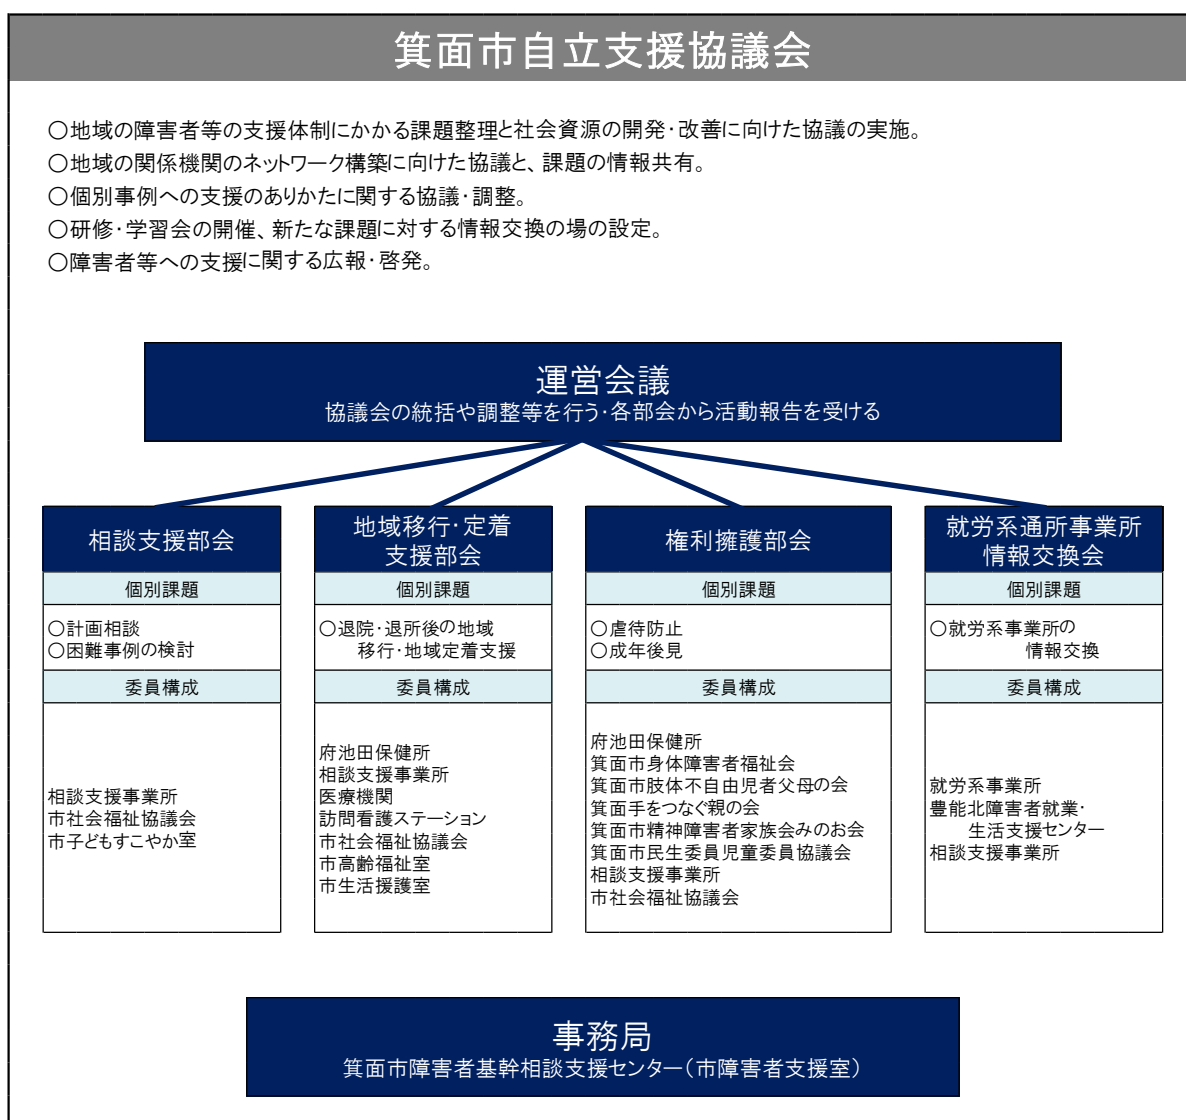 箕面市自立支援協議会
○地域の障害者等の支援体制にかかる課題整理と社会資源の開発・改善に向けた協議の実施。
○地域の関係機関のネットワーク構築に向けた協議と、課題の情報共有。
○個別事例への支援のありかたに関する協議・調整。
○研修・学習会の開催、新たな課題に対する情報交換の場の設定。
○障害者等への支援に関する広報・啓発。
運営会議
協議会の統括や調整等を行う・各部会から活動報告を受ける
相談支援部会
個別課題
○計画相談
○困難事例の検討
委員構成
相談支援事業所
市社会福祉協議会
市子どもすこやか室
地域移行・定着
支援部会
個別課題
○退院・退所後の地域
移行・地域定着支援
委員構成
府池田保健所
相談支援事業所
医療機関
訪問看護ステーション
市社会福祉協議会
市高齢福祉室
市生活援護室
権利擁護部会
個別課題
○虐待防止
○成年後見
委員構成
府池田保健所
箕面市身体障害者福祉会
箕面市肢体不自由児者父母の会
箕面手をつなぐ親の会
箕面市精神障害者家族会みのお会
箕面市民生委員児童委員協議会
相談支援事業所
市社会福祉協議会
就労系通所事業所
情報交換会
個別課題
○就労系事業所の
情報交換
委員構成
就労系事業所
豊能北障害者就業・
生活支援センター
相談支援事業所
事務局
箕面市障害者基幹相談支援センター（市障害者支援室）